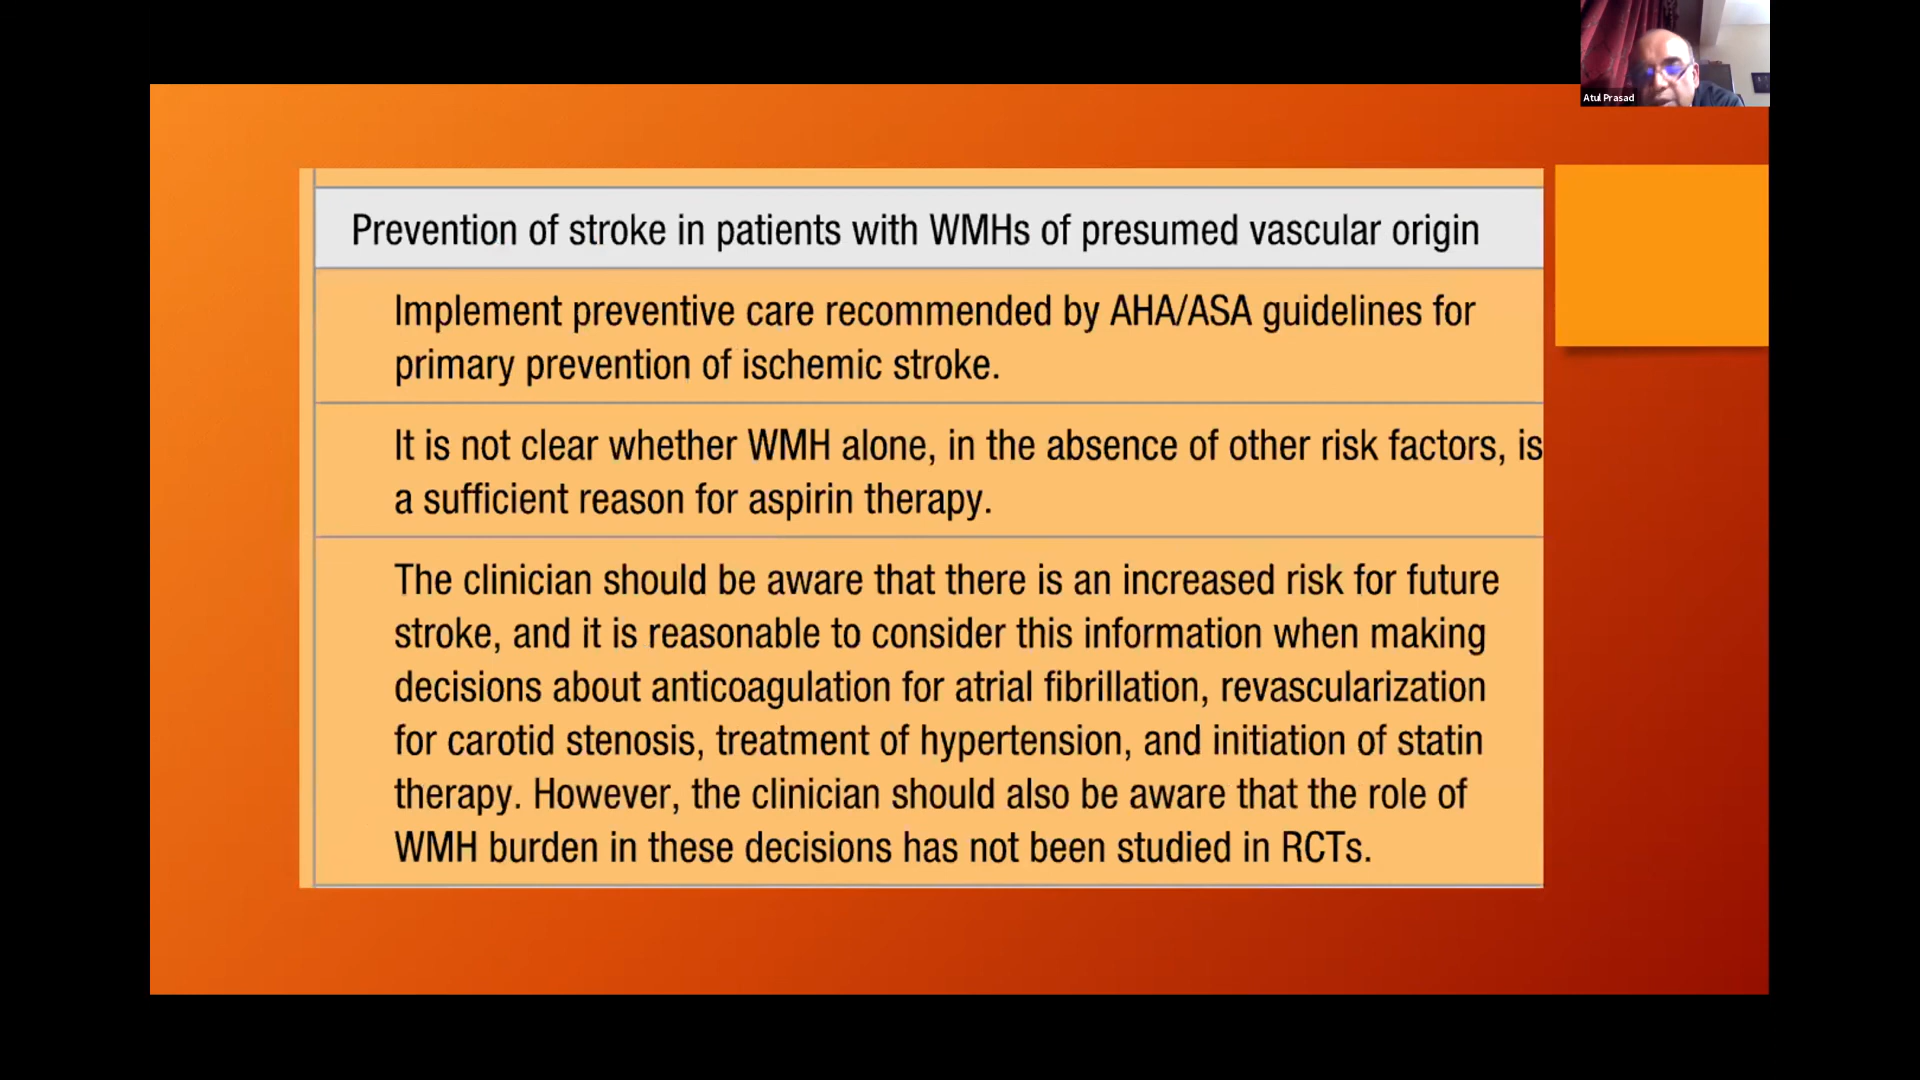 Atul Prasad
Prevention of stroke in patients with WMHs of presumed vascular origin
Implement preventive care recommended by AHA/ASA guidelines for
primary prevention of ischemic stroke.
It is not clear whether WMH alone, in the absence of other risk factors, is
a sufficient reason for aspirin therapy.
The clinician should be aware that there is an increased risk for future
stroke, and it is reasonable to consider this information when making
decisions about anticoagulation for atrial fibrillation, revascularization
for carotid stenosis, treatment of hypertension, and initiation of statin
therapy. However, the clinician should also be aware that the role of
WMH burden in these decisions has not been studied in RCTs.